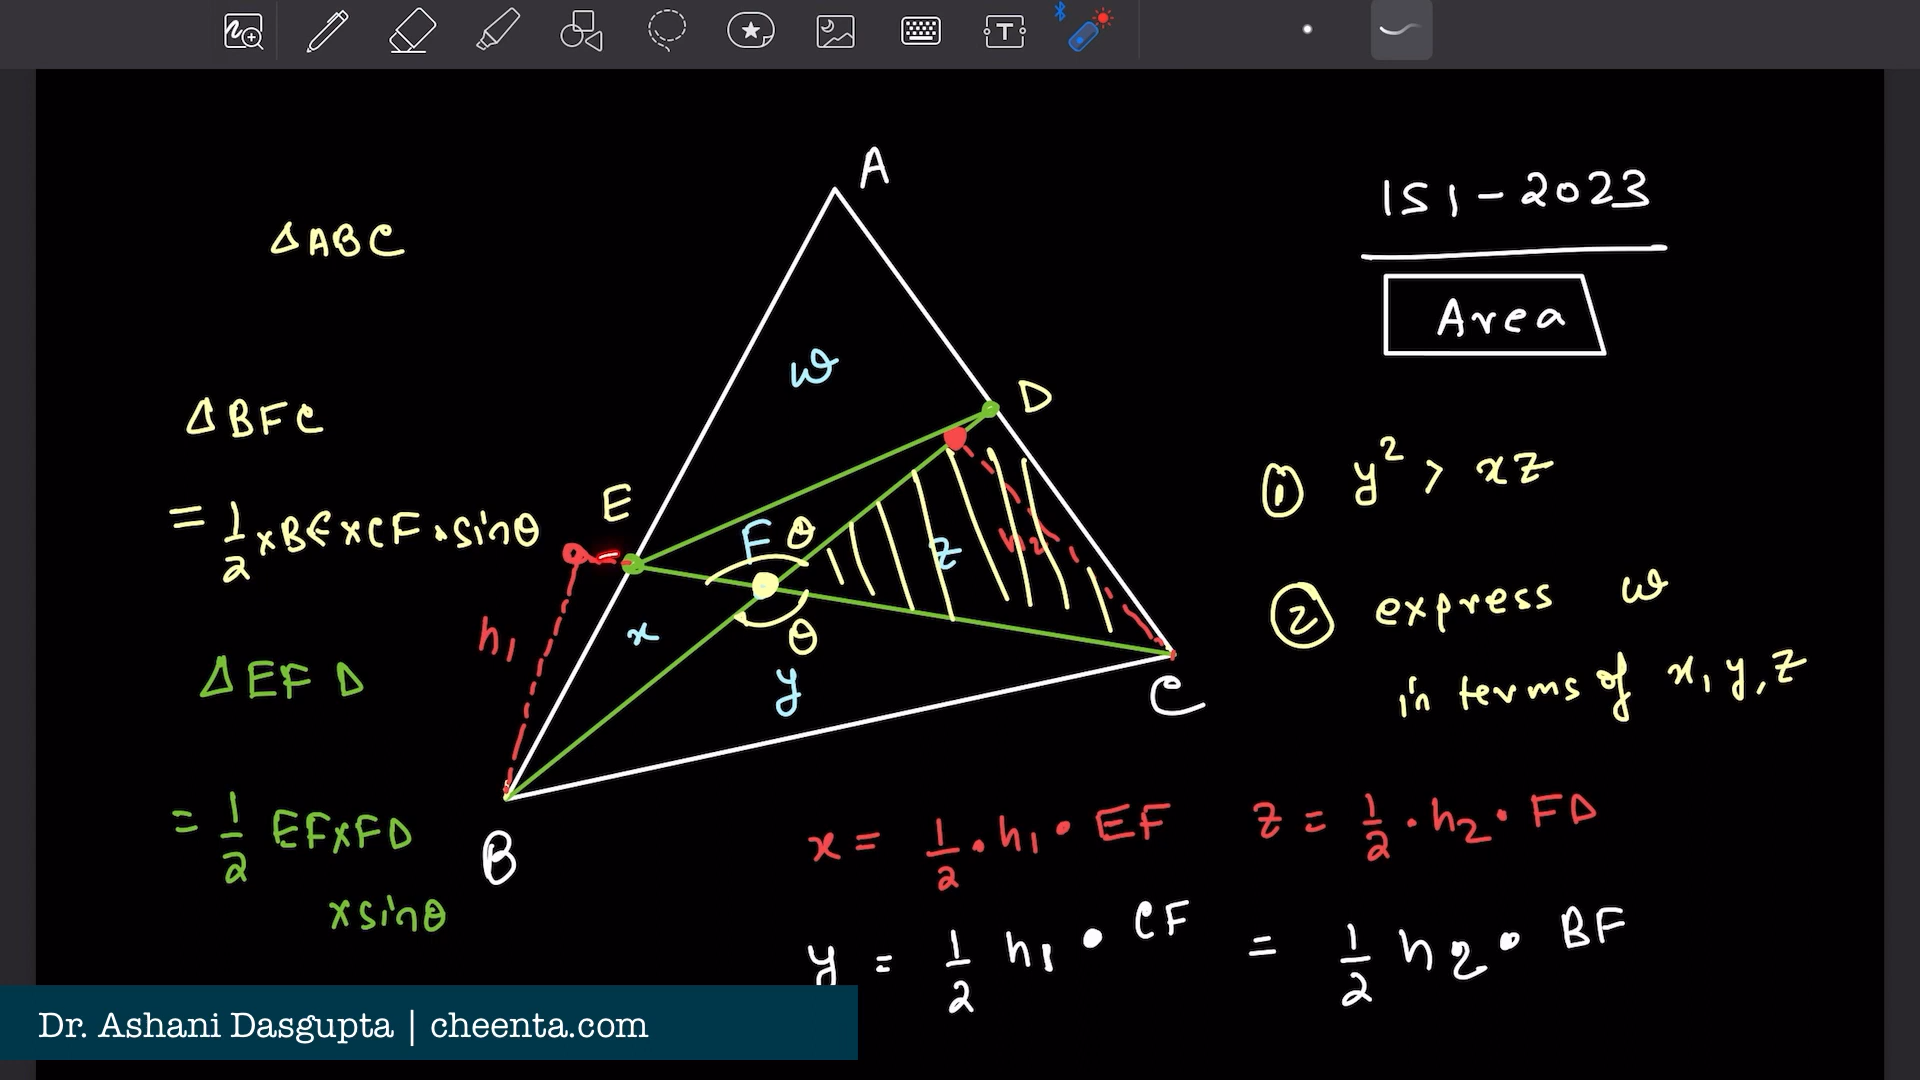 A
ISI-2023
ΔABC
Area
w
D
ΔBFC
① y² > xz
E
= 1/2 × BF × CF . sinθ
F θ
z
h₂
h₁
x
θ
② express w
in terms of x, y, z
ΔEFD
y
C
= 1/2 EF × FD
× sinθ
B
x = 1/2 . h₁ . EF
z = 1/2 . h₂ . FD
y = 1/2 h₁ . CF = 1/2 h₂ . BF
Dr. Ashani Dasgupta | cheenta.com